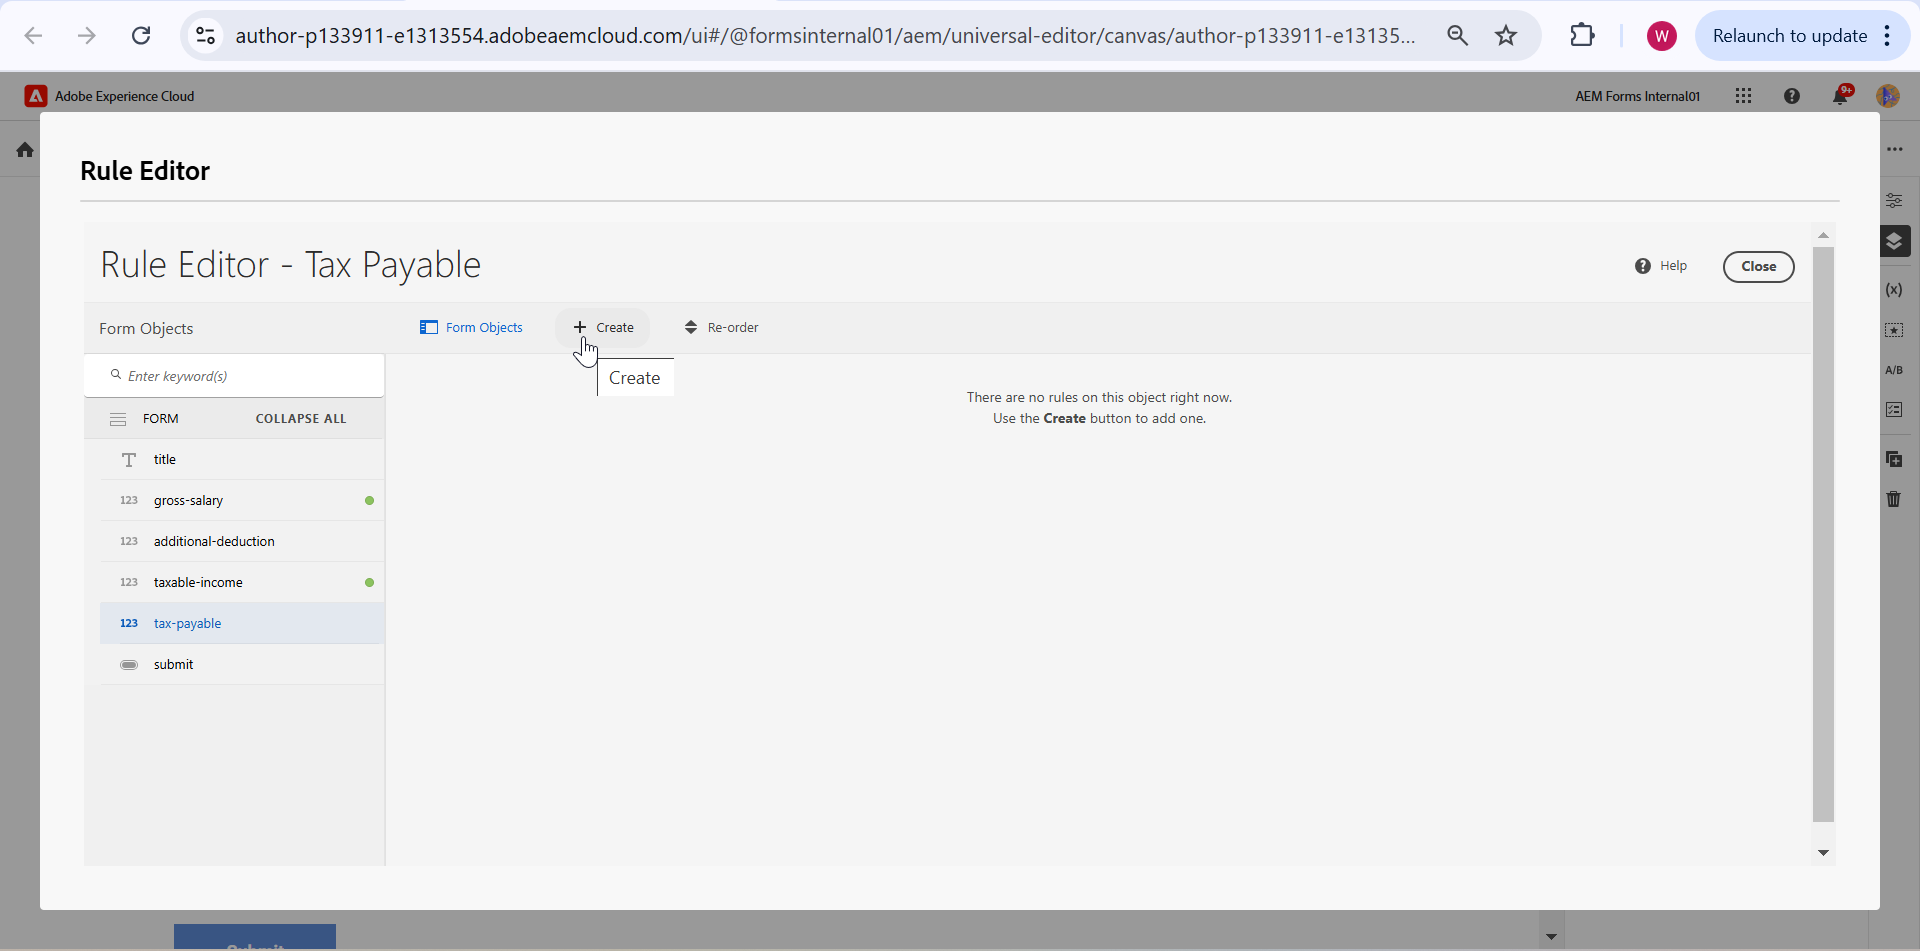 author-p133911-e1313554.adobeaemcloud.com/ui#/@formsinternal01/aem/universal-editor/canvas/author-p133911-e13135...
W
Relaunch to update
Adobe Experience Cloud
AEM Forms Internal01
?
9+
Rule Editor
Rule Editor - Tax Payable
? Help
Close
Form Objects
Form Objects
+ Create
Re-order
Create
Enter keyword(s)
There are no rules on this object right now.
Use the Create button to add one.
FORM
COLLAPSE ALL
T title
123 gross-salary
123 additional-deduction
123 taxable-income
123 tax-payable
submit
(x)
A/B
Submit